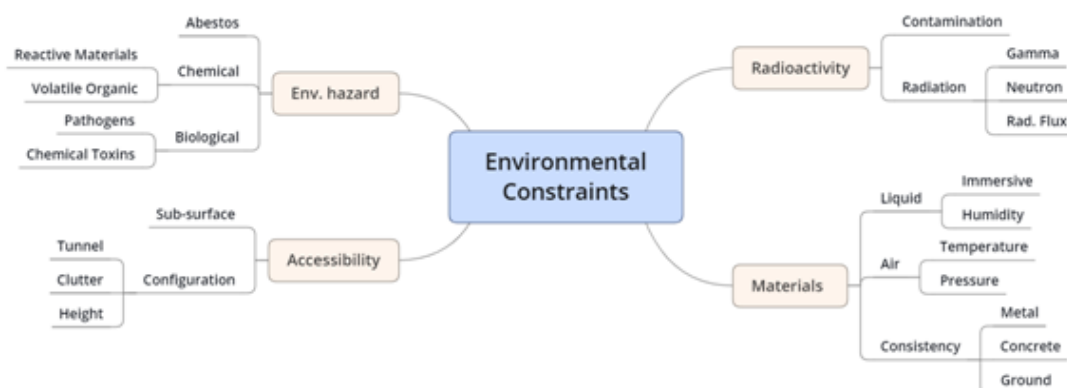 Environmental
Constraints
Env. hazard
Abestos
Chemical
Reactive Materials
Volatile Organic
Biological
Pathogens
Chemical Toxins
Accessibility
Sub-surface
Configuration
Tunnel
Clutter
Height
Radioactivity
Contamination
Radiation
Gamma
Neutron
Rad. Flux
Materials
Liquid
Immersive
Humidity
Air
Temperature
Pressure
Consistency
Metal
Concrete
Ground